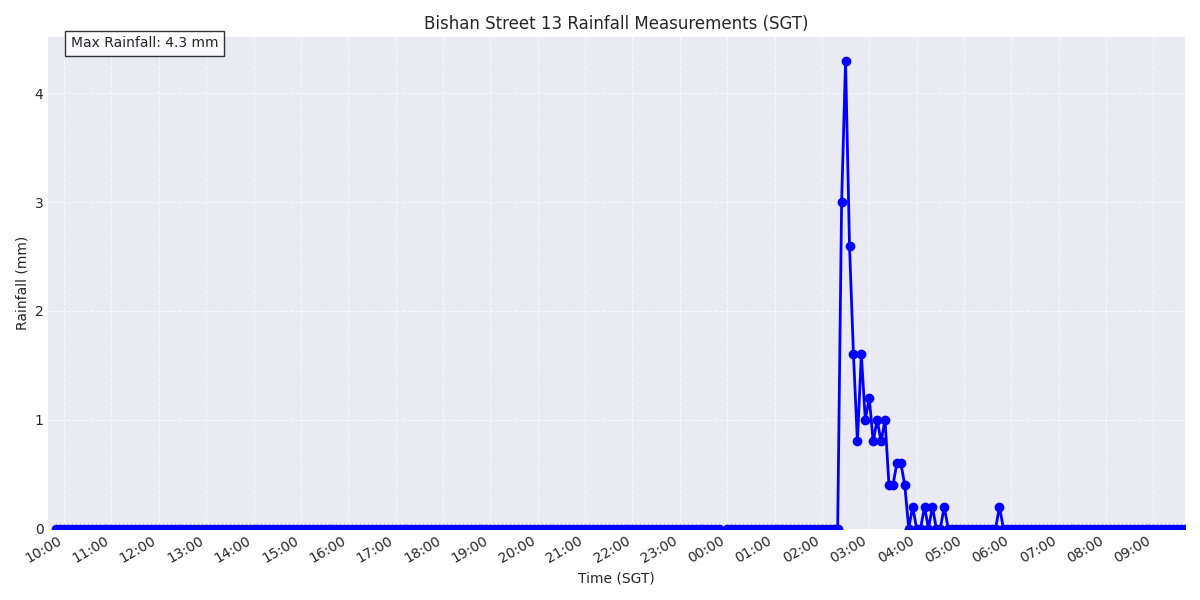 Bishan Street 13 Rainfall Measurements (SGT)
Max Rainfall: 4.3 mm
Rainfall (mm)
4
3
2
1
0
10:00 11:00 12:00 13:00 14:00 15:00 16:00 17:00 18:00 19:00 20:00 21:00 22:00 23:00 00:00 01:00 02:00 03:00 04:00 05:00 06:00 07:00 08:00 09:00
Time (SGT)